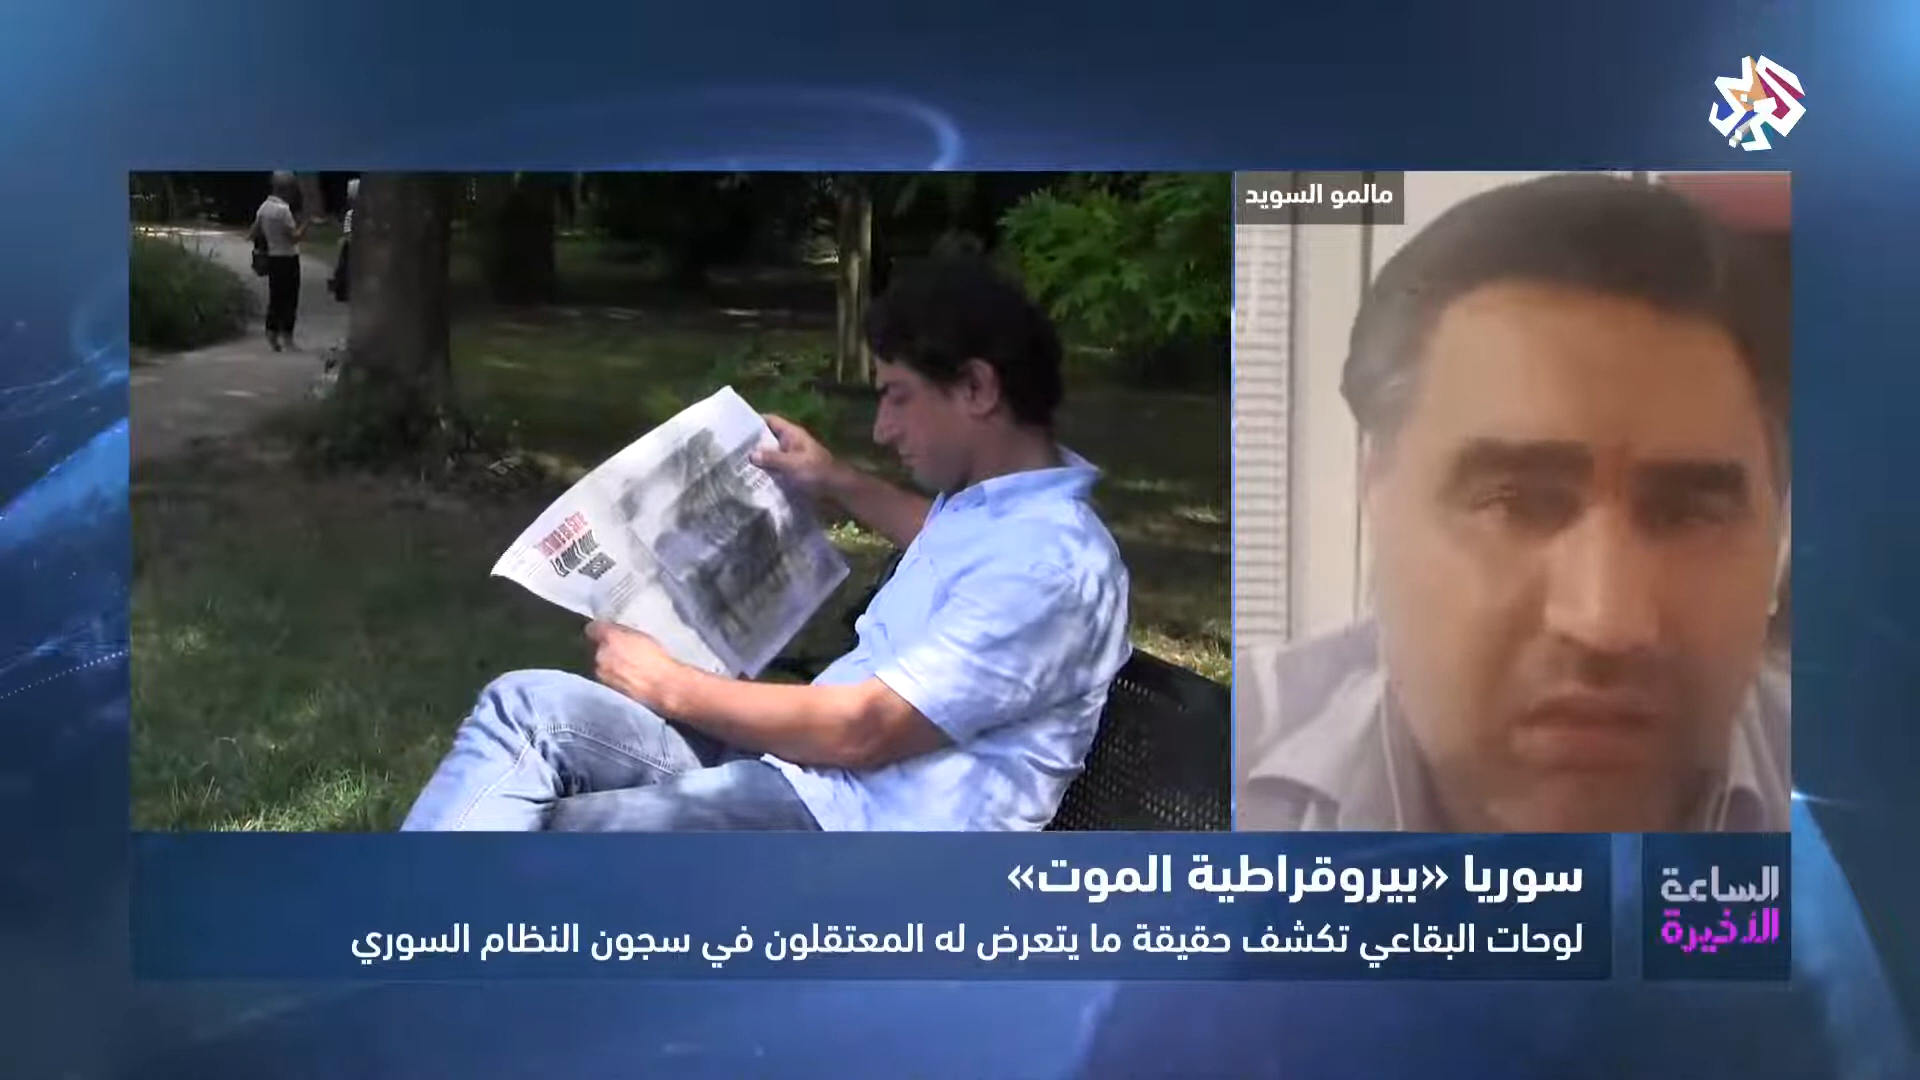 مالمو السويد
سوريا «بيروقراطية الموت»
لوحات البقاعي تكشف حقيقة ما يتعرض له المعتقلون في سجون النظام السوري
الساعة
الأخيرة